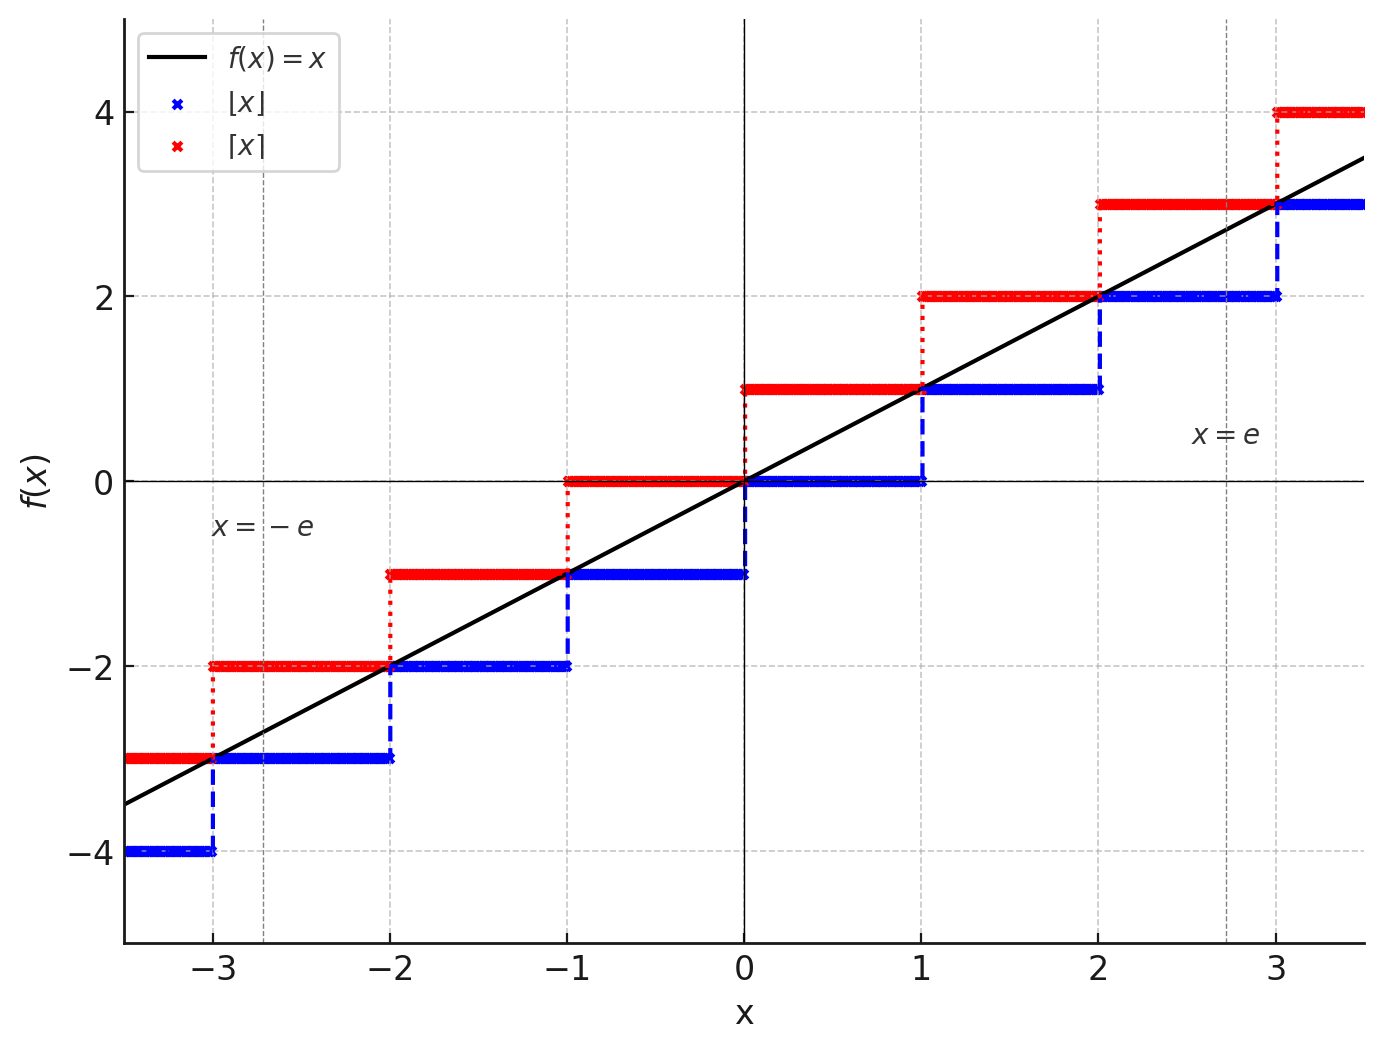 f(x) = x
⌊x⌋
⌈x⌉
4
2
0
−2
−4
f(x)
x = e
x = −e
−3 −2 −1 0 1 2 3
x